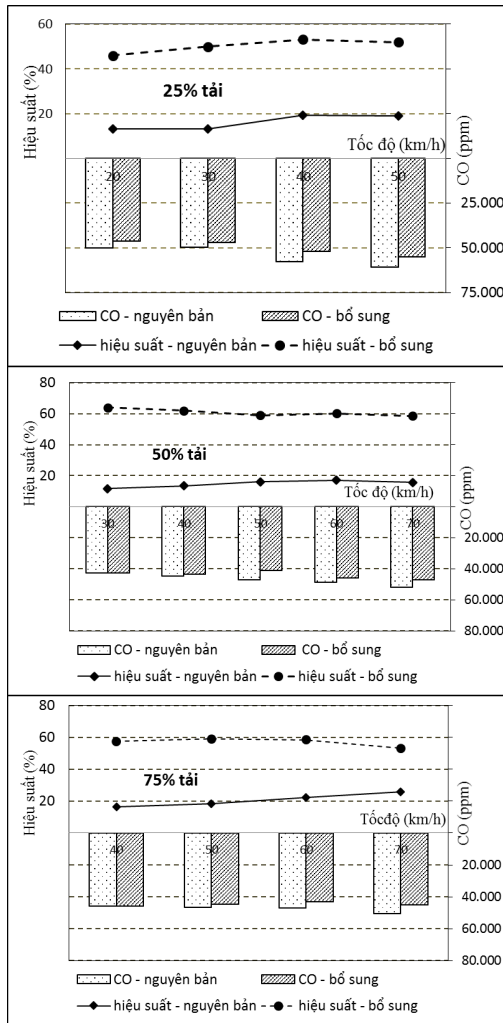 60
40
20
Hiệu suất (%)
25% tải
Tốc độ (km/h)
20 30 40 50
CO (ppm)
25.000
50.000
75.000
CO - nguyên bản CO - bổ sung
hiệu suất - nguyên bản hiệu suất - bổ sung
80
60
40
20
Hiệu suất (%)
50% tải
Tốc độ (km/h)
30 40 50 60 70
CO (ppm)
20.000
40.000
60.000
80.000
CO - nguyên bản CO - bổ sung
hiệu suất - nguyên bản hiệu suất - bổ sung
80
60
40
20
Hiệu suất (%)
75% tải
Tốcđộ (km/h)
40 50 60 70
CO (ppm)
20.000
40.000
60.000
80.000
CO - nguyên bản CO - bổ sung
hiệu suất - nguyên bản hiệu suất - bổ sung